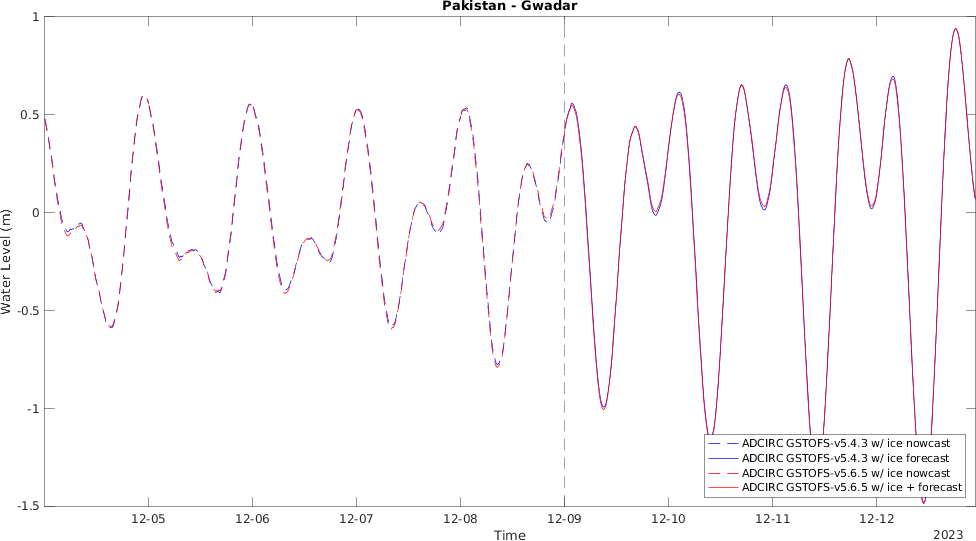 Pakistan - Gwadar
1
0.5
0
-0.5
-1
-1.5
Water Level (m)
12-05
12-06
12-07
12-08
12-09
12-10
12-11
12-12
Time
2023
ADCIRC GSTOFS-v5.4.3 w/ ice nowcast
ADCIRC GSTOFS-v5.4.3 w/ ice forecast
ADCIRC GSTOFS-v5.6.5 w/ ice nowcast
ADCIRC GSTOFS-v5.6.5 w/ ice + forecast